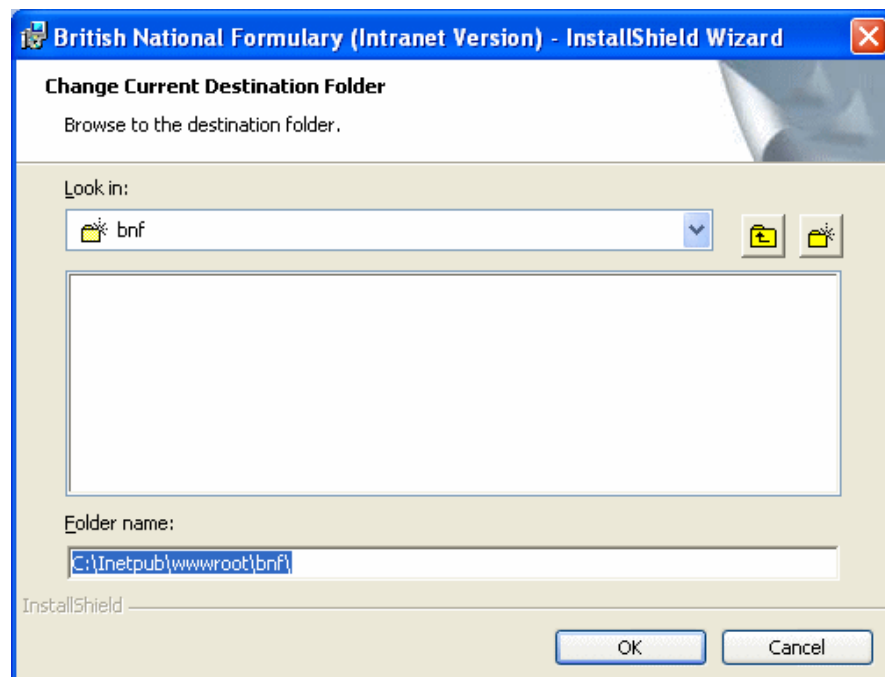 British National Formulary (Intranet Version) - InstallShield Wizard
Change Current Destination Folder
Browse to the destination folder.
Look in:
bnf
Folder name:
C:\Inetpub\wwwroot\bnf\
InstallShield
OK Cancel